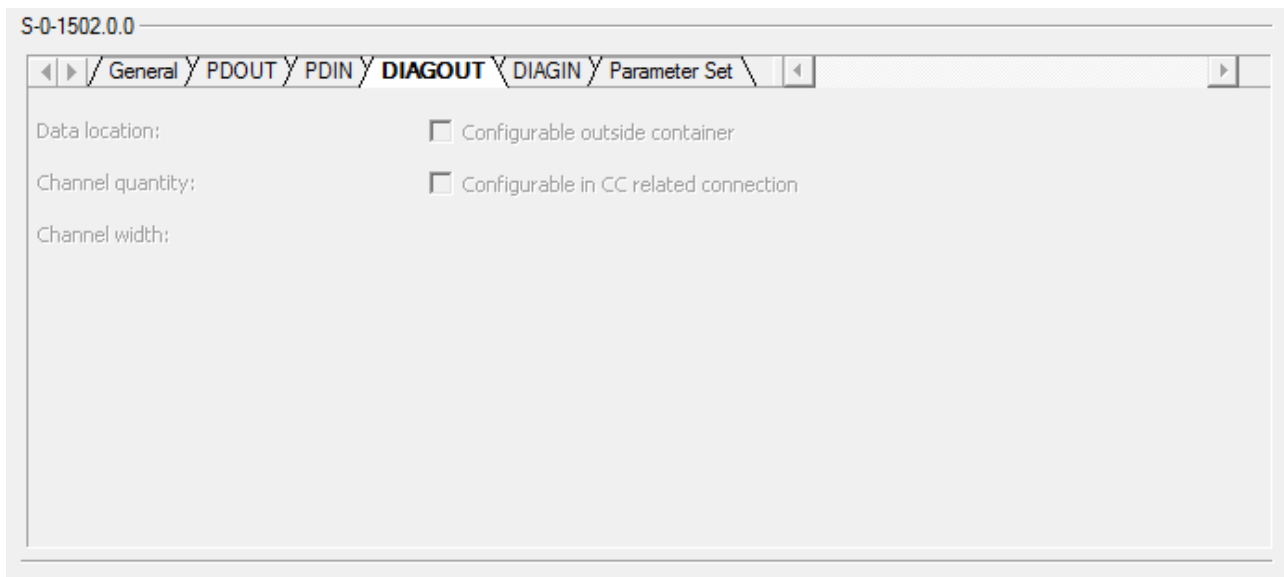 S-0-1502.0.0
General PDOUT PDIN DIAGOUT DIAGIN Parameter Set
Data location: Configurable outside container
Channel quantity: Configurable in CC related connection
Channel width: